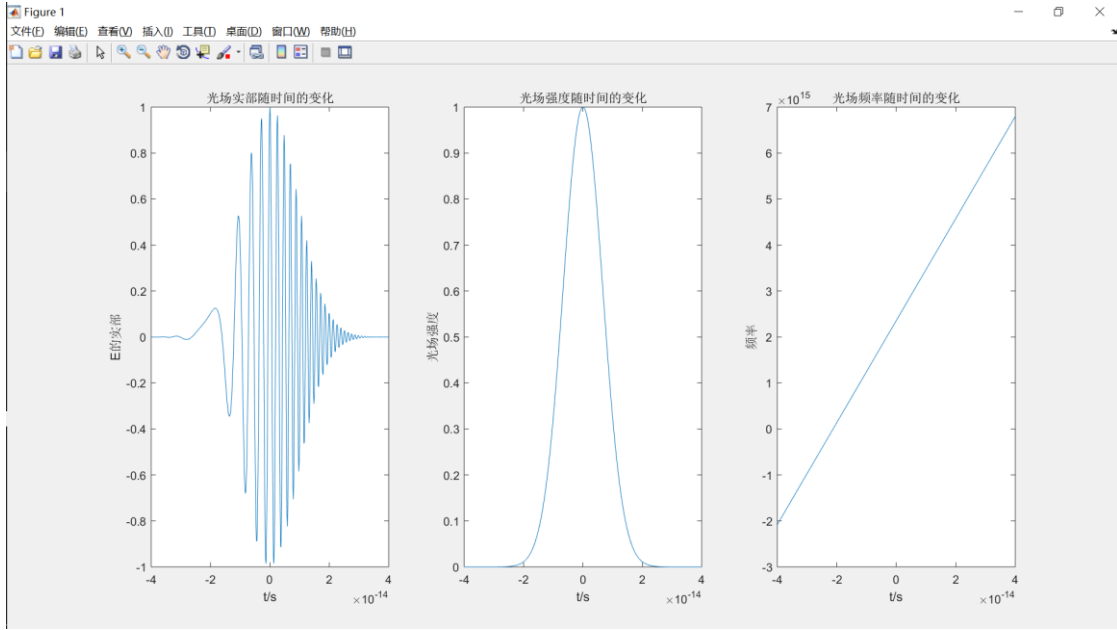 Figure 1
文件(F) 编辑(E) 查看(V) 插入(I) 工具(T) 桌面(D) 窗口(W) 帮助(H)
光场实部随时间的变化
1
0.8
0.6
0.4
0.2
0
-0.2
-0.4
-0.6
-0.8
-1
E的实部
-4 -2 0 2 4
t/s
×10-14
光场强度随时间的变化
1
0.9
0.8
0.7
0.6
0.5
0.4
0.3
0.2
0.1
0
光场强度
-4 -2 0 2 4
t/s
×10-14
×1015
光场频率随时间的变化
7
6
5
4
3
2
1
0
-1
-2
-3
频率
-4 -2 0 2 4
t/s
×10-14